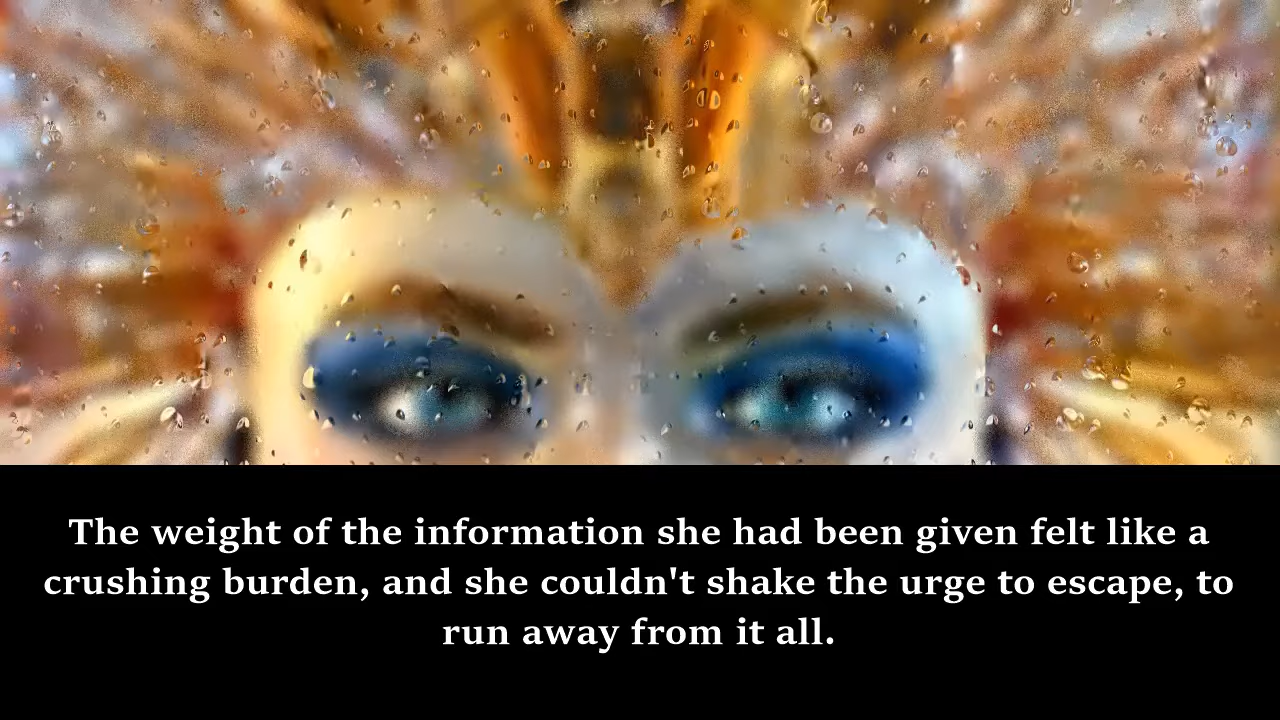 The weight of the information she had been given felt like a
crushing burden, and she couldn't shake the urge to escape, to
run away from it all.